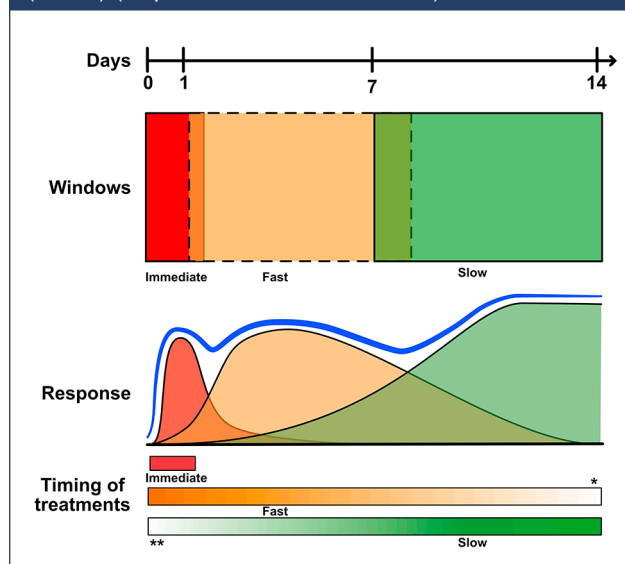 Days
0 1 7 14
Windows
Immediate Fast Slow
Response
Immediate
Timing of
treatments
*
Fast
**
Slow